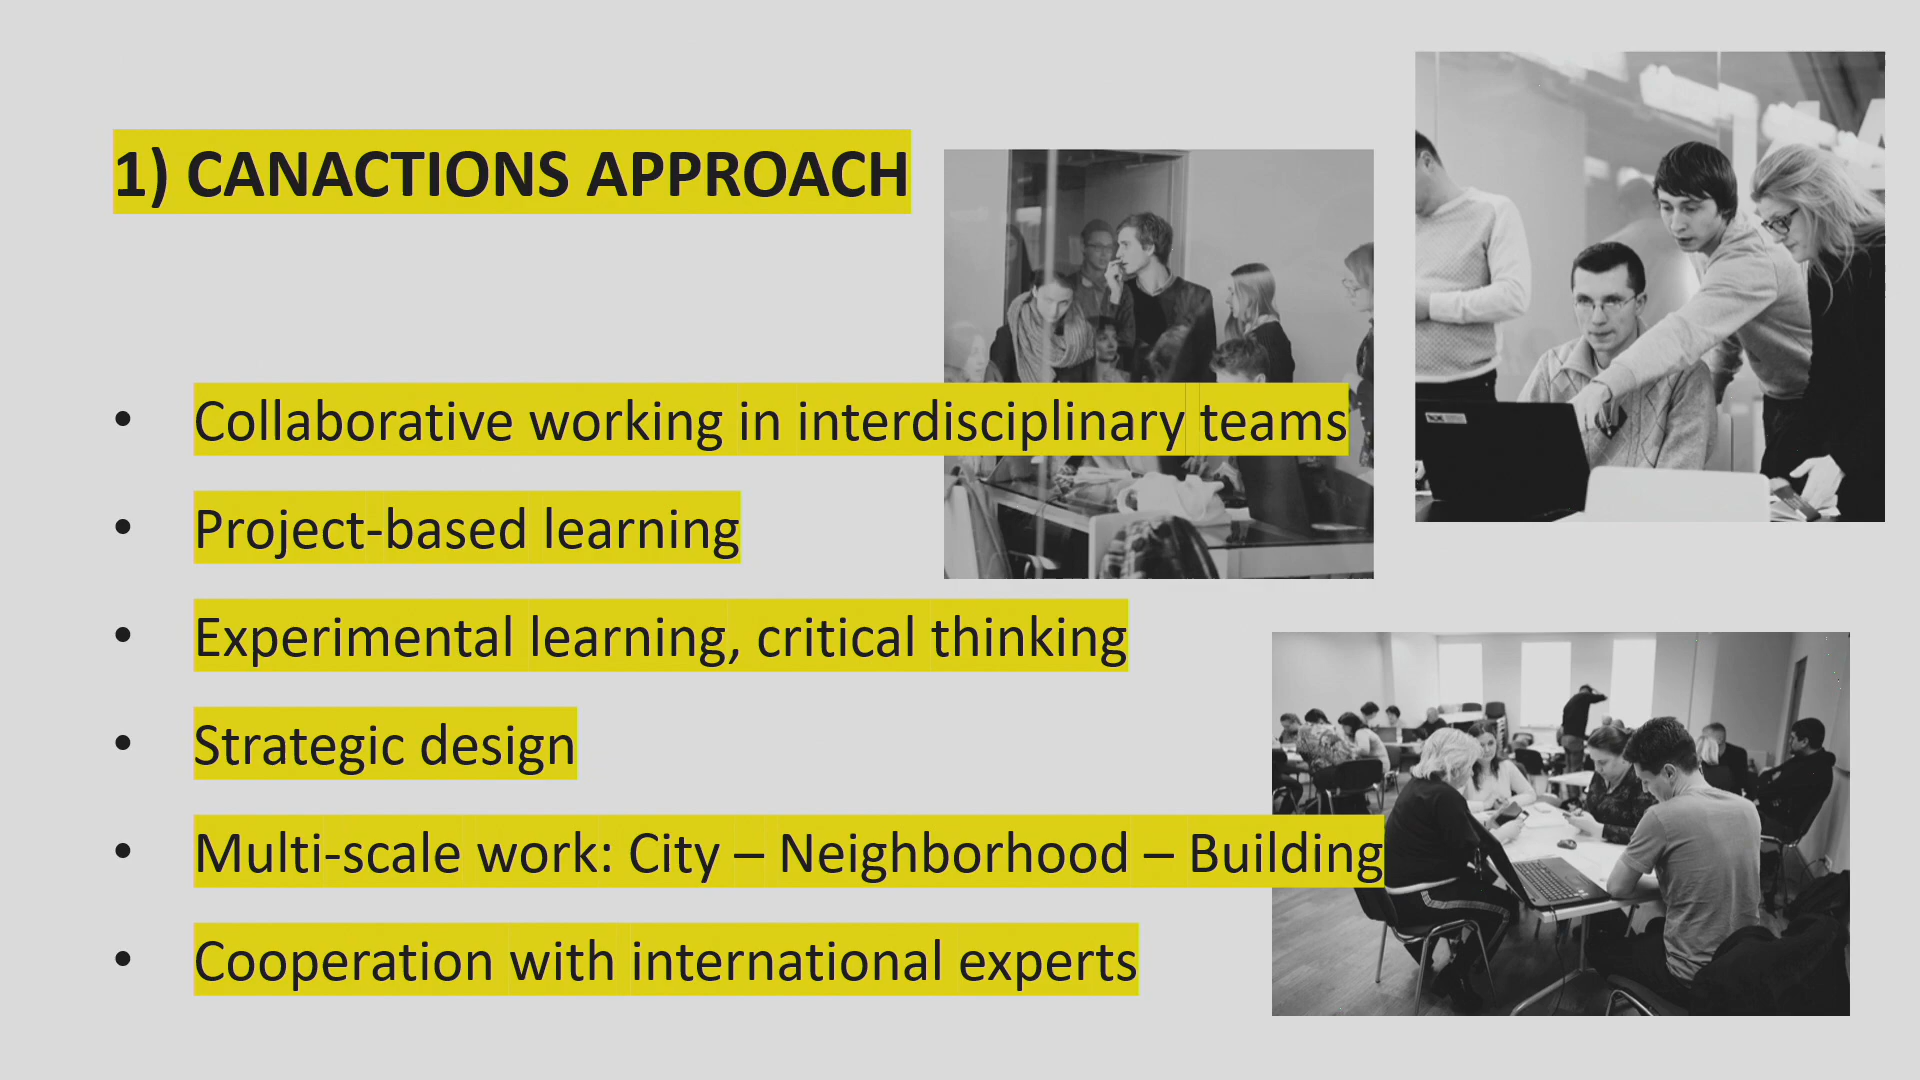 1) CANACTIONS APPROACH
• Collaborative working in interdisciplinary teams
• Project-based learning
• Experimental learning, critical thinking
• Strategic design
• Multi-scale work: City – Neighborhood – Building
• Cooperation with international experts